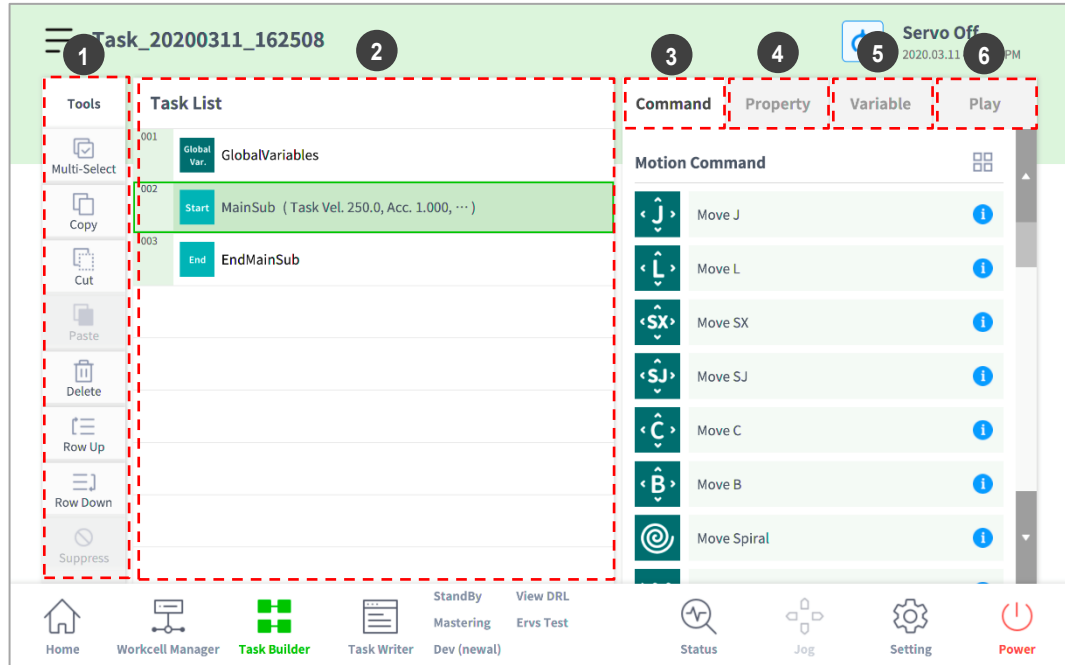 Task_20200311_162508
Servo Off
2020.03.11
PM
1
2
3
4
5
6
Tools
Multi-Select
Copy
Cut
Paste
Delete
Row Up
Row Down
Suppress
Task List
001
Global
Var.
GlobalVariables
002
Start
MainSub ( Task Vel. 250.0, Acc. 1.000, ··· )
003
End
EndMainSub
Command
Property
Variable
Play
Motion Command
J
Move J
L
Move L
SX
Move SX
SJ
Move SJ
C
Move C
B
Move B
Move Spiral
Home
Workcell Manager
Task Builder
Task Writer
StandBy
View DRL
Mastering
Ervs Test
Dev (newal)
Status
Jog
Setting
Power